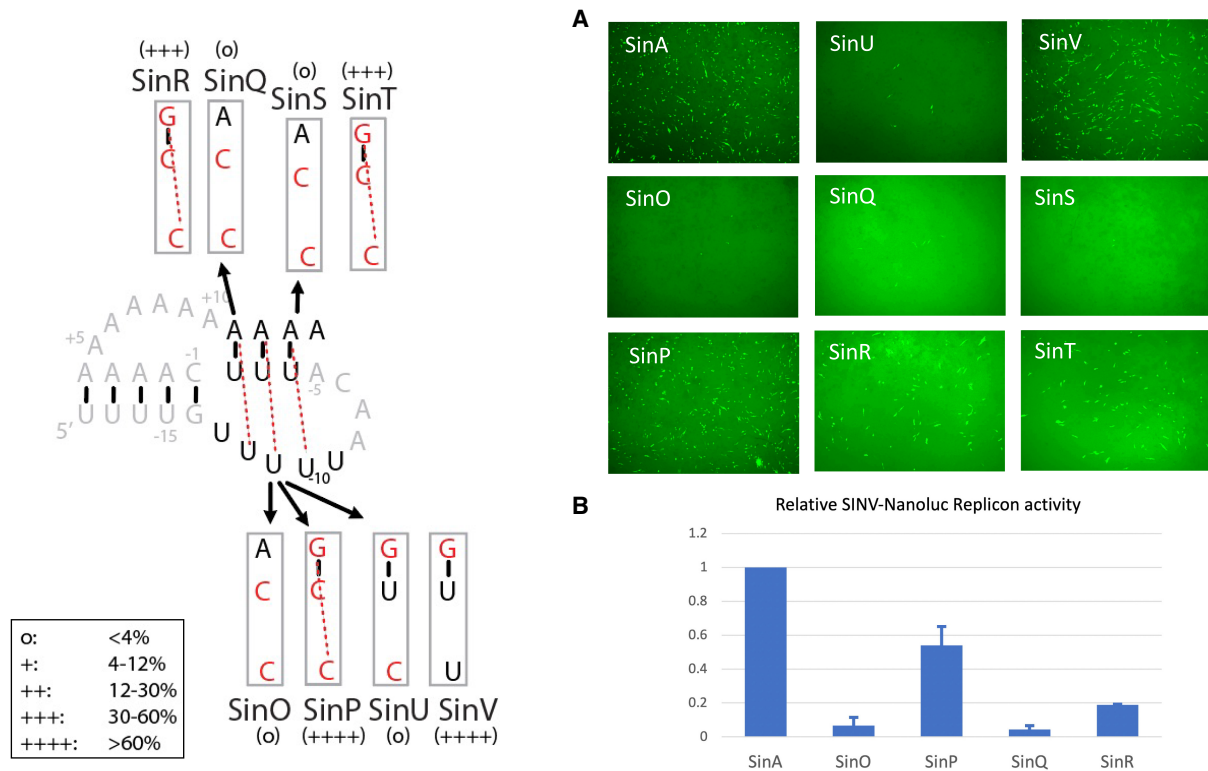 (+++) (o)
SinR SinQ
(o) (+++)
SinS SinT
G A
C C
C C
A G
C C
C C
+5 A A A A A A A +10 A A A A
A A A A C -1 U U U A -5 C
5' U U U U G -15 A
U U U U -10 U A
A G G G
C C U U
C C C U
SinO SinP SinU SinV
(o) (++++) (o) (++++)
o: <4%
+: 4-12%
++: 12-30%
+++: 30-60%
++++: >60%
A
SinA SinU SinV
SinO SinQ SinS
SinP SinR SinT
B
Relative SINV-Nanoluc Replicon activity
1.2
1
0.8
0.6
0.4
0.2
0
SinA SinO SinP SinQ SinR